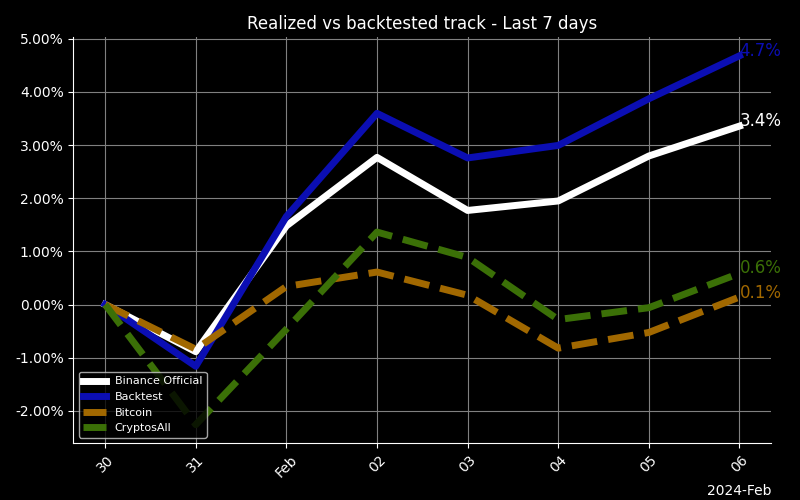 Realized vs backtested track - Last 7 days
5.00%
4.00%
3.00%
2.00%
1.00%
0.00%
-1.00%
-2.00%
4.7%
3.4%
0.6%
0.1%
Binance Official
Backtest
Bitcoin
CryptosAll
30
31
Feb
02
03
04
05
06
2024-Feb